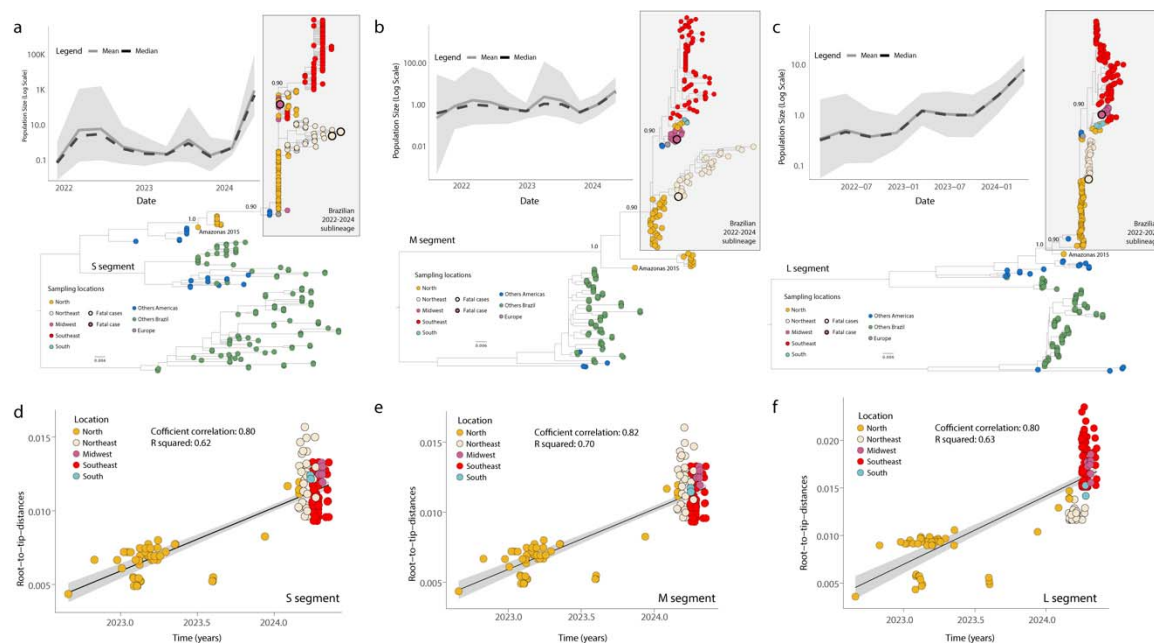 a
Legend Mean Median
Population Size (Log Scale)
100K
1K
10.0
0.1
2022 2023 2024
Date
0.90
0.90
1.0
Amazonas 2015
Brazilian
2022-2024
sublineage
S segment
Sampling locations
North
Northeast
Midwest
Southeast
South
Fatal cases
Fatal case
Others Americas
Others Brazil
Europe
b
Legend Mean Median
Population Size (Log Scale)
100.00
1.00
0.01
2022 2023 2024
Date
0.90
0.90
1.0
Amazonas 2015
Brazilian
2022-2024
sublineage
M segment
Sampling locations
North
Northeast
Midwest
Southeast
South
Fatal cases
Fatal case
Others Americas
Others Brazil
Europe
c
Legend Mean Median
Population Size (Log Scale)
10.0
1.0
0.1
2022-07 2023-01 2023-07 2024-01
Date
0.90
0.90
1.0
Amazonas 2015
Brazilian
2022-2024
sublineage
L segment
Sampling locations
North
Northeast
Midwest
Southeast
South
Fatal cases
Fatal case
Others Americas
Others Brazil
Europe
d
Location
North
Northeast
Midwest
Southeast
South
Cofficient correlation: 0.80
R squared: 0.62
Root-to-tip-distances
0.015
0.010
0.005
2023.0 2023.5 2024.0
Time (years)
S segment
e
Location
North
Northeast
Midwest
Southeast
South
Cofficient correlation: 0.82
R squared: 0.70
Root-to-tip-distances
0.015
0.010
0.005
2023.0 2023.5 2024.0
Time (years)
M segment
f
Location
North
Northeast
Midwest
Southeast
South
Cofficient correlation: 0.80
R squared: 0.63
Root-to-tip-distances
0.020
0.015
0.010
0.005
2023.0 2023.5 2024.0
Time (years)
L segment